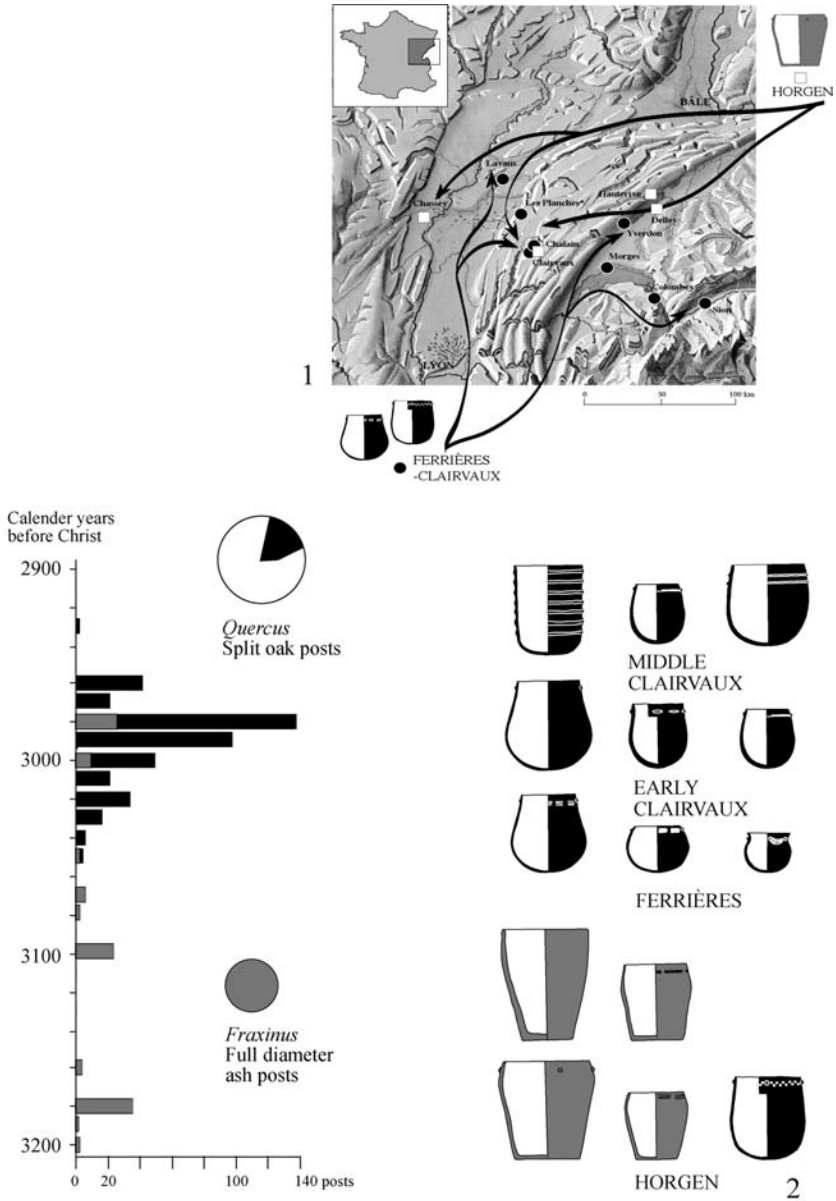 HORGEN
BÂLE
Lavans
Hauterive
Chassey
Les Planches
Delley
Yverdon
Chalain
Clairvaux
Morges
Colombey
Sion
LYON
1
0 50 100 km
FERRIÈRES
-CLAIRVAUX
Calender years
before Christ
2900
Quercus
Split oak posts
MIDDLE
CLAIRVAUX
3000
EARLY
CLAIRVAUX
FERRIÈRES
3100
Fraxinus
Full diameter
ash posts
3200
0 20 100 140 posts
HORGEN
2